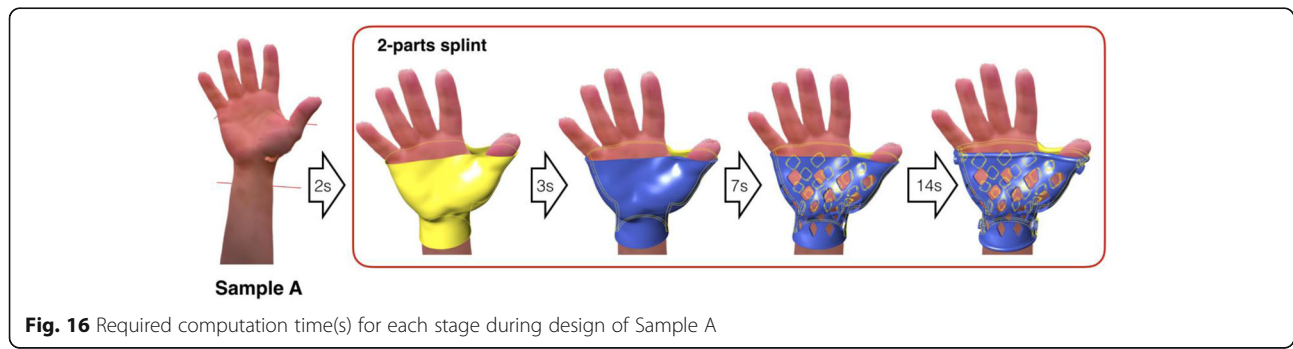 2-parts splint
2s
3s
7s
14s
Sample A
Fig. 16 Required computation time(s) for each stage during design of Sample A